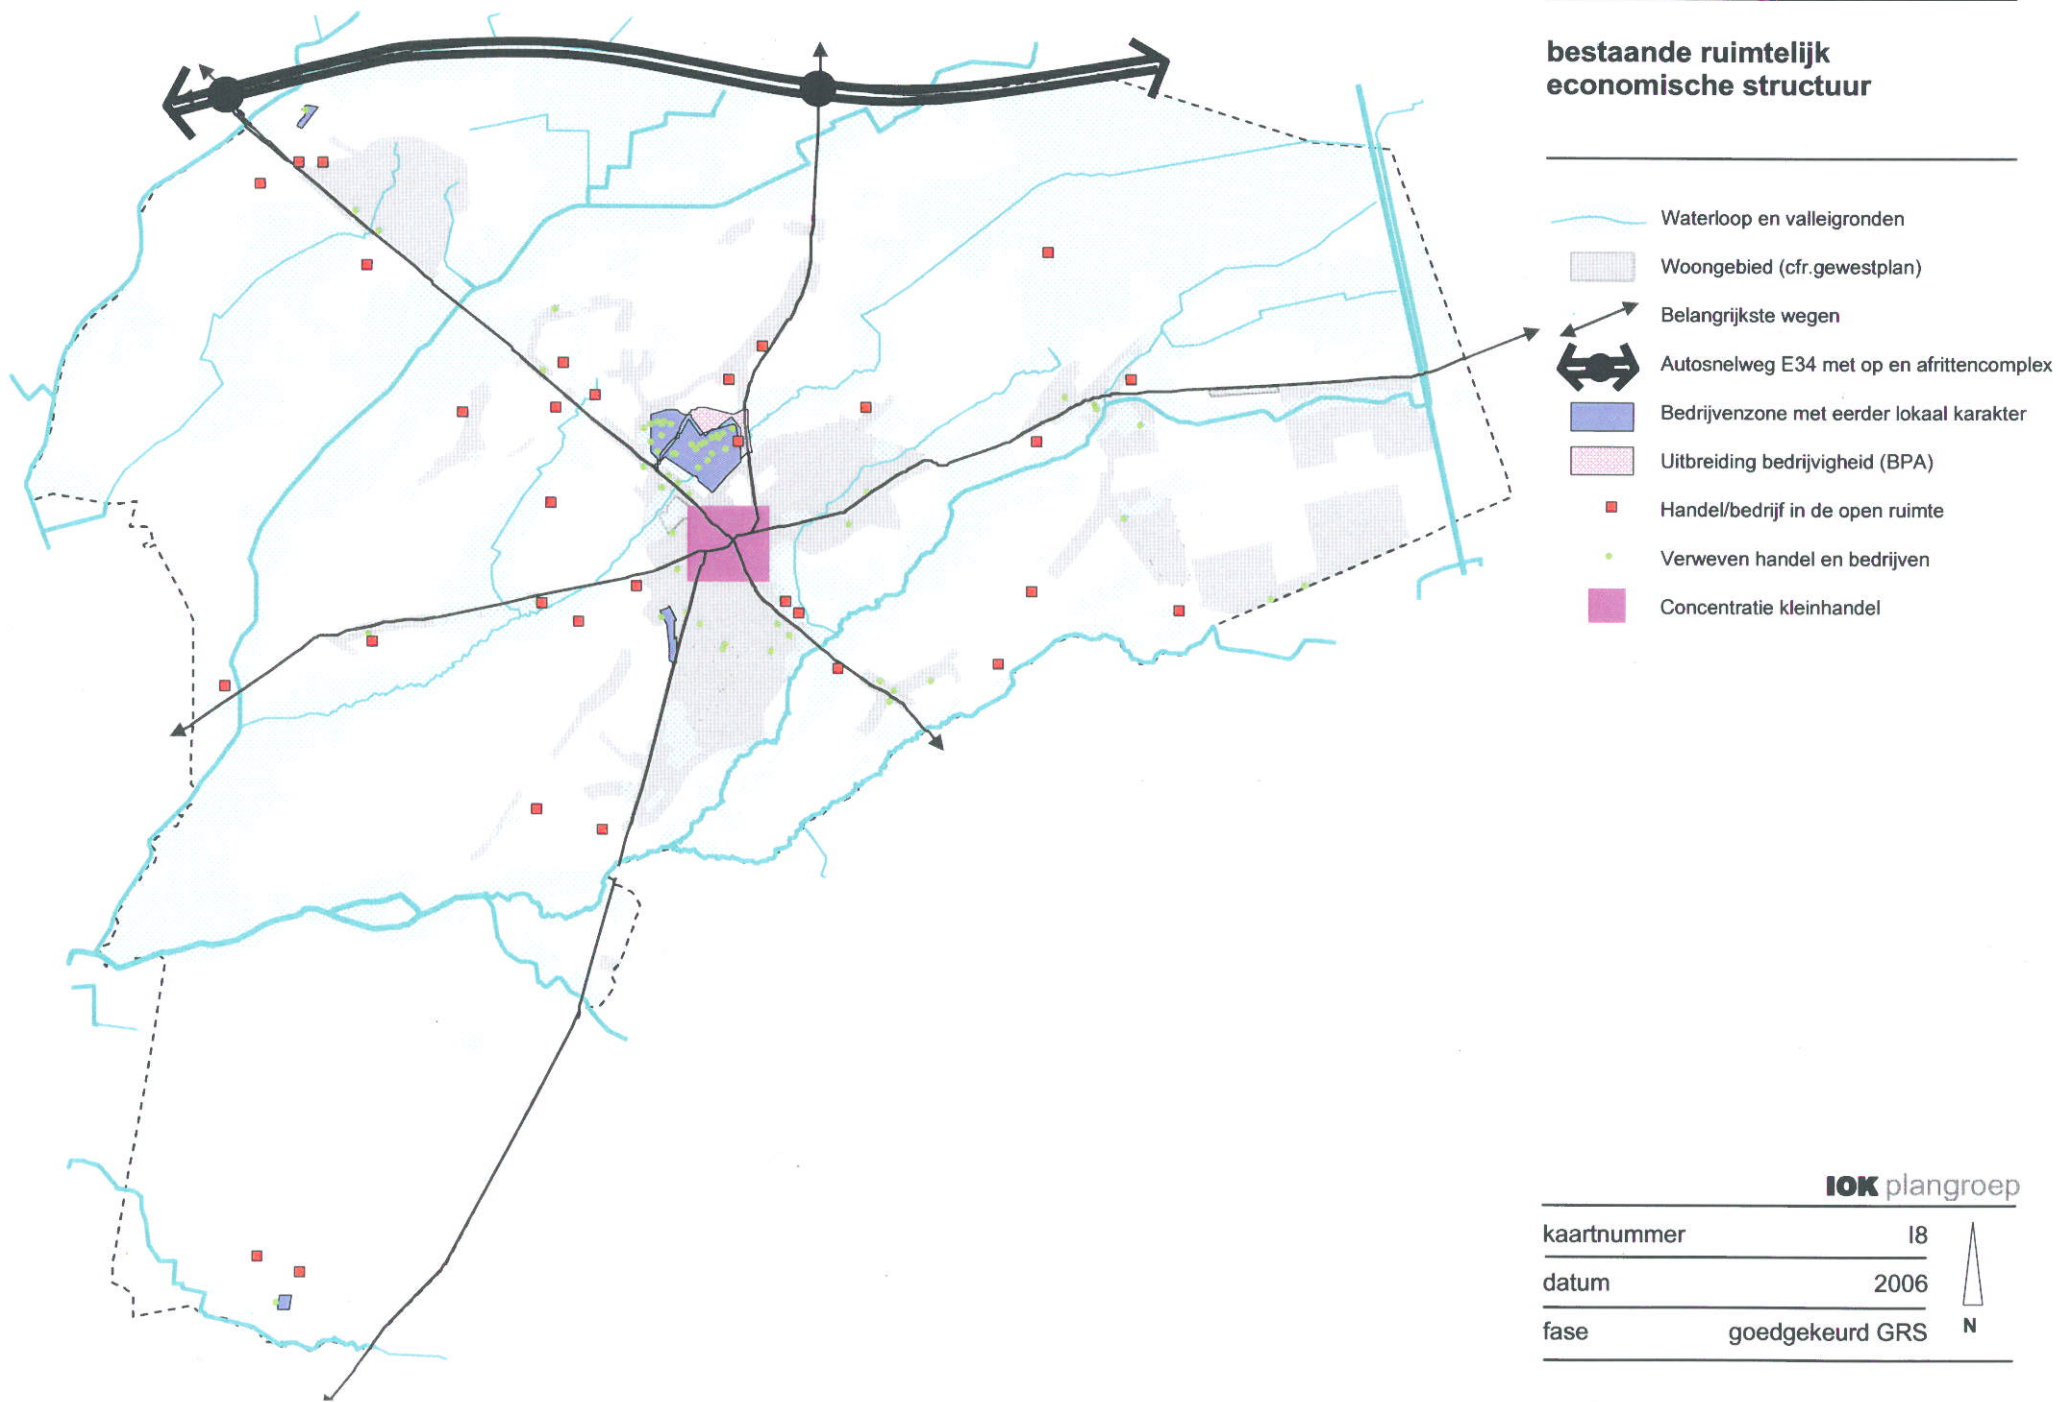 bestaande ruimtelijk
economische structuur
Waterloop en valleigronden
Woongebied (cfr.gewestplan)
Belangrijkste wegen
Autosnelweg E34 met op en afrittencomplex
Bedrijvenzone met eerder lokaal karakter
Uitbreiding bedrijvigheid (BPA)
Handel/bedrijf in de open ruimte
Verweven handel en bedrijven
Concentratie kleinhandel
IOK plangroep
kaartnummer I8
datum 2006
fase goedgekeurd GRS
N